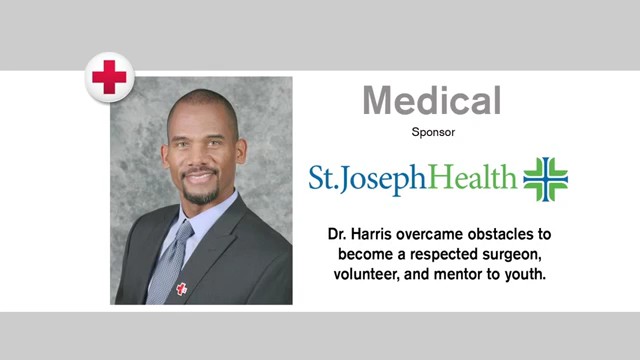 Medical
Sponsor
St.JosephHealth
Dr. Harris overcame obstacles to
become a respected surgeon,
volunteer, and mentor to youth.